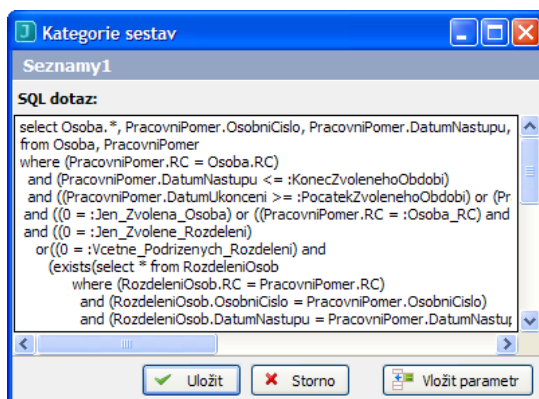 Kategorie sestav
Seznamy1
SQL dotaz:
select Osoba.*, PracovniPomer.OsobniCislo, PracovniPomer.DatumNastupu,
from Osoba, PracovniPomer
where (PracovniPomer.RC = Osoba.RC)
and (PracovniPomer.DatumNastupu <= :KonecZvolenehoObdobi)
and ((PracovniPomer.DatumUkonceni >= :PocatekZvolenehoObdobi) or (Pr
and ((0 = :Jen_Zvolena_Osoba) or ((PracovniPomer.RC = :Osoba_RC) and
and ((0 = :Jen_Zvolene_Rozdeleni)
or((0 = :Vcetne_Podrizenych_Rozdeleni) and
(exists(select * from RozdeleniOsob
where (RozdeleniOsob.RC = PracovniPomer.RC)
and (RozdeleniOsob.OsobniCislo = PracovniPomer.OsobniCislo)
and (RozdeleniOsob.DatumNastupu = PracovniPomer.DatumNastup
Uložit
Storno
Vložit parametr